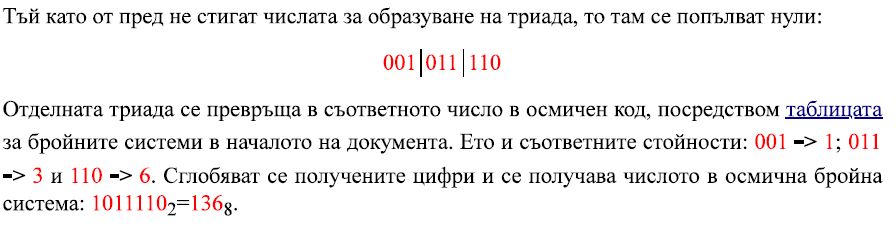 Тъй като от пред не стигат числата за образуване на триада, то там се попълват нули:
001|011|110
Отделната триада се превръща в съответното число в осмичен код, посредством таблицата
за бройните системи в началото на документа. Ето и съответните стойности: 001 => 1; 011
=> 3 и 110 => 6. Сглобяват се получените цифри и се получава числото в осмична бройна
система: 1011110₂=136₈.